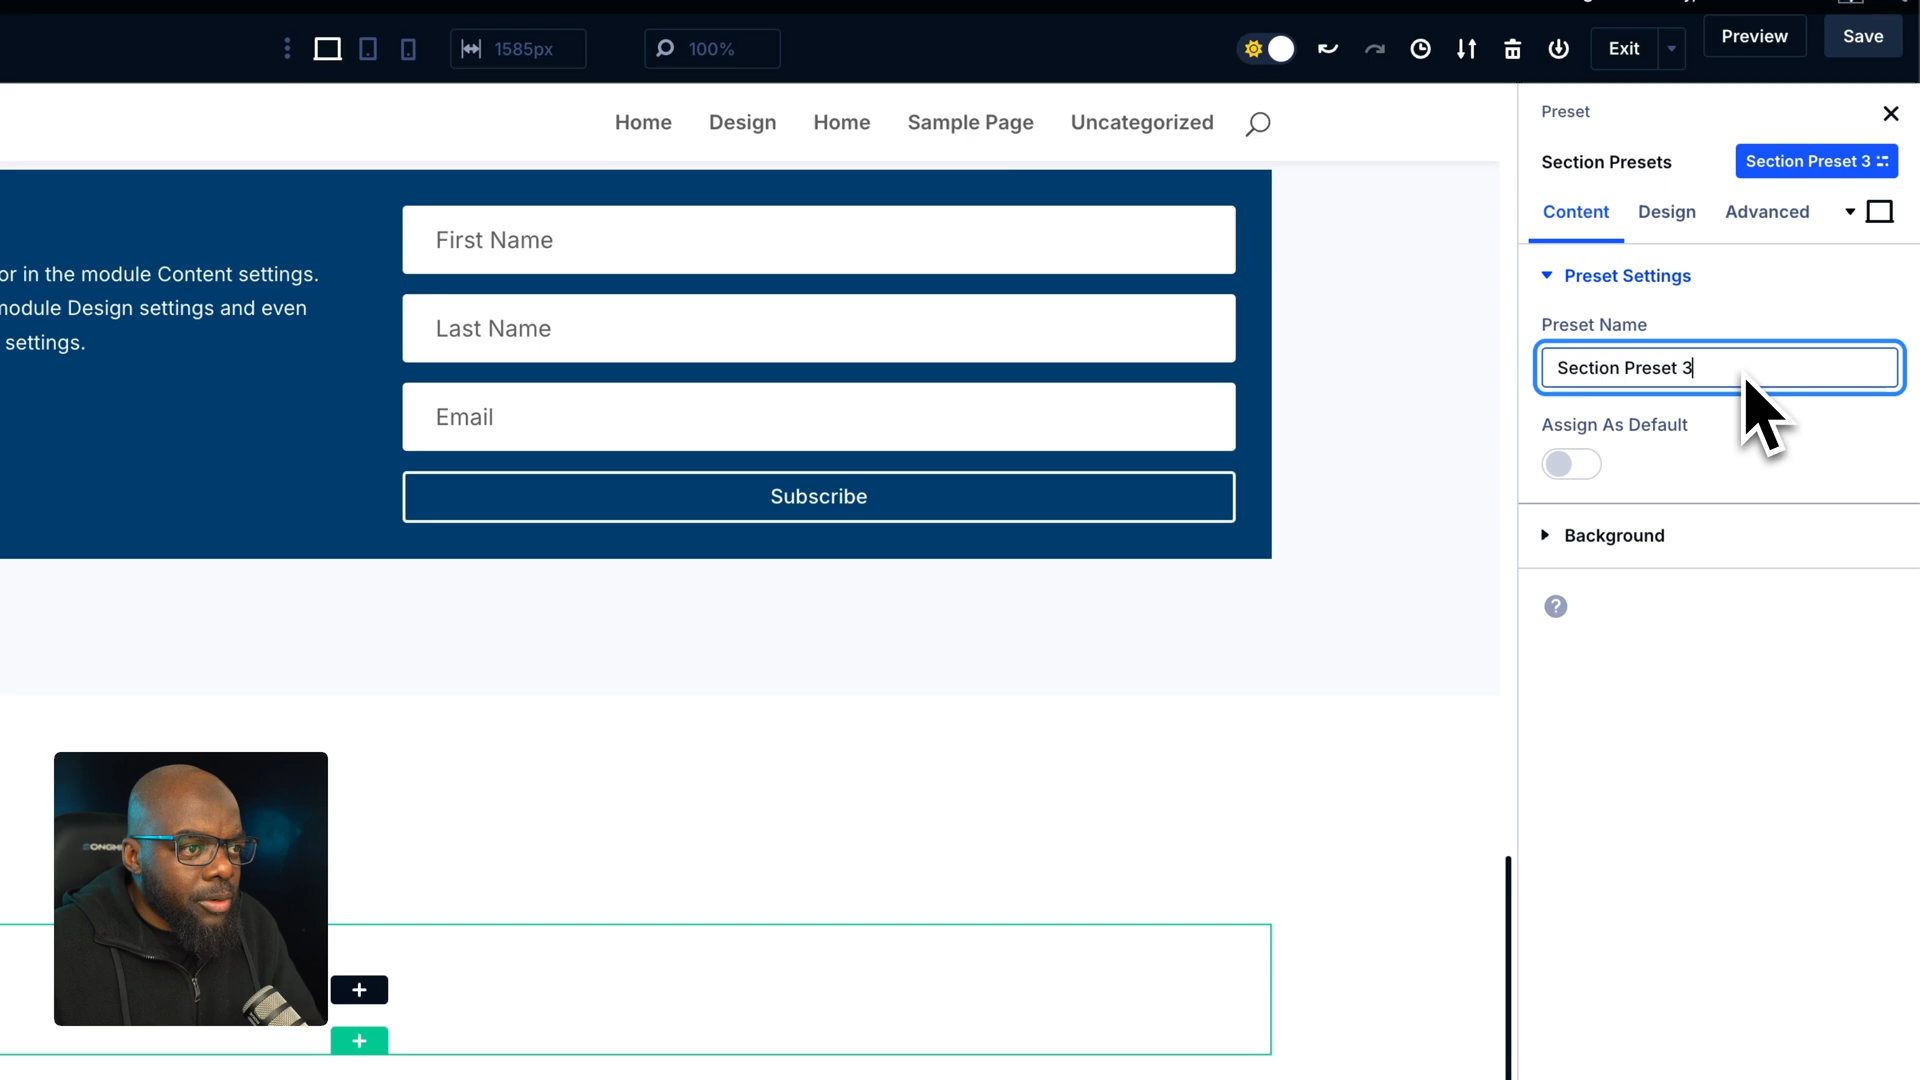 1585px
100%
Exit
Preview
Save
Home
Design
Home
Sample Page
Uncategorized
or in the module Content settings.
module Design settings and even
settings.
First Name
Last Name
Email
Subscribe
Preset
Section Presets
Section Preset 3
Content
Design
Advanced
Preset Settings
Preset Name
Section Preset 3
Assign As Default
Background
?